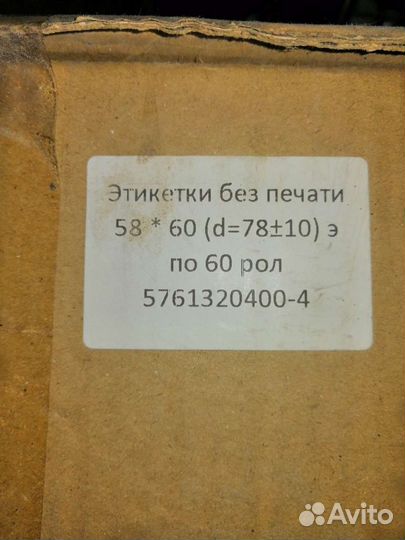 Этикетки без печати
58 * 60 (d=78±10) э
по 60 рол
5761320400-4
Avito